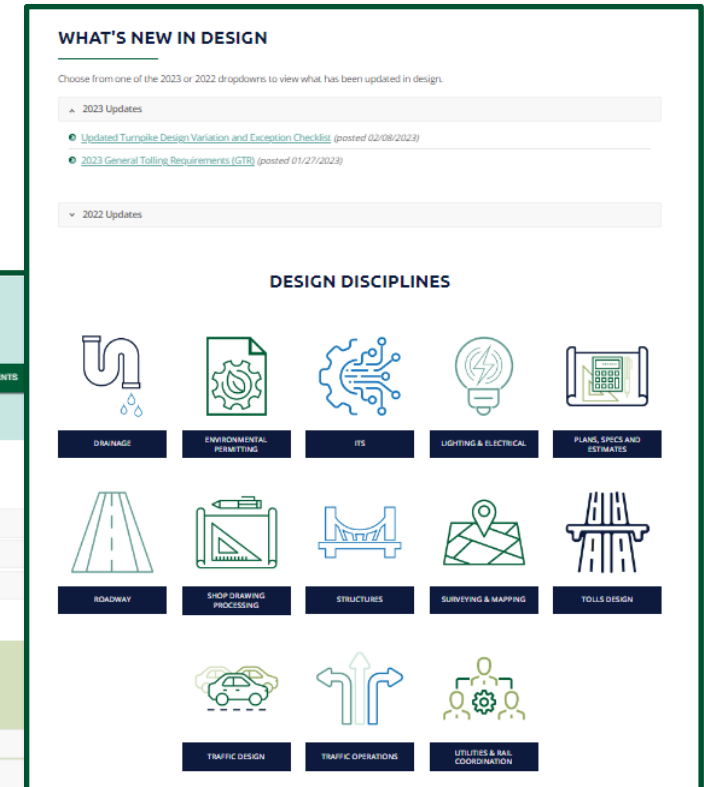 WHAT'S NEW IN DESIGN
Choose from one of the 2023 or 2022 dropdowns to view what has been updated in design.
2023 Updates
Updated Turnpike Design Variation and Exception Checklist (posted 02/08/2023)
2023 General Tolling Requirements (GTR) (posted 01/27/2023)
2022 Updates
DESIGN DISCIPLINES
DRAINAGE
ENVIRONMENTAL
PERMITTING
ITS
LIGHTING & ELECTRICAL
PLANS, SPECS AND
ESTIMATES
ROADWAY
SHOP DRAWING
PROCESSING
STRUCTURES
SURVEYING & MAPPING
TOLLS DESIGN
TRAFFIC DESIGN
TRAFFIC OPERATIONS
UTILITIES & RAIL
COORDINATION